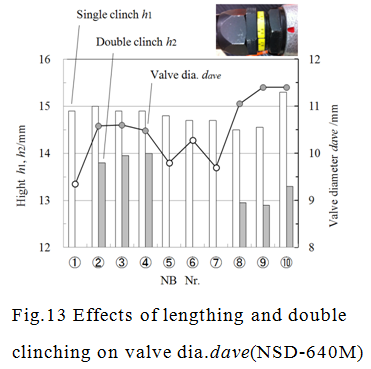 Single clinch h1
Double clinch h2
Valve dia. dave
16
15
14
13
12
Hight h1, h2/mm
12
11
10
9
8
Valve diameter dave /mm
① ② ③ ④ ⑤ ⑥ ⑦ ⑧ ⑨ ⑩
NB Nr.
Fig.13 Effects of lengthing and double
clinching on valve dia.dave(NSD-640M)